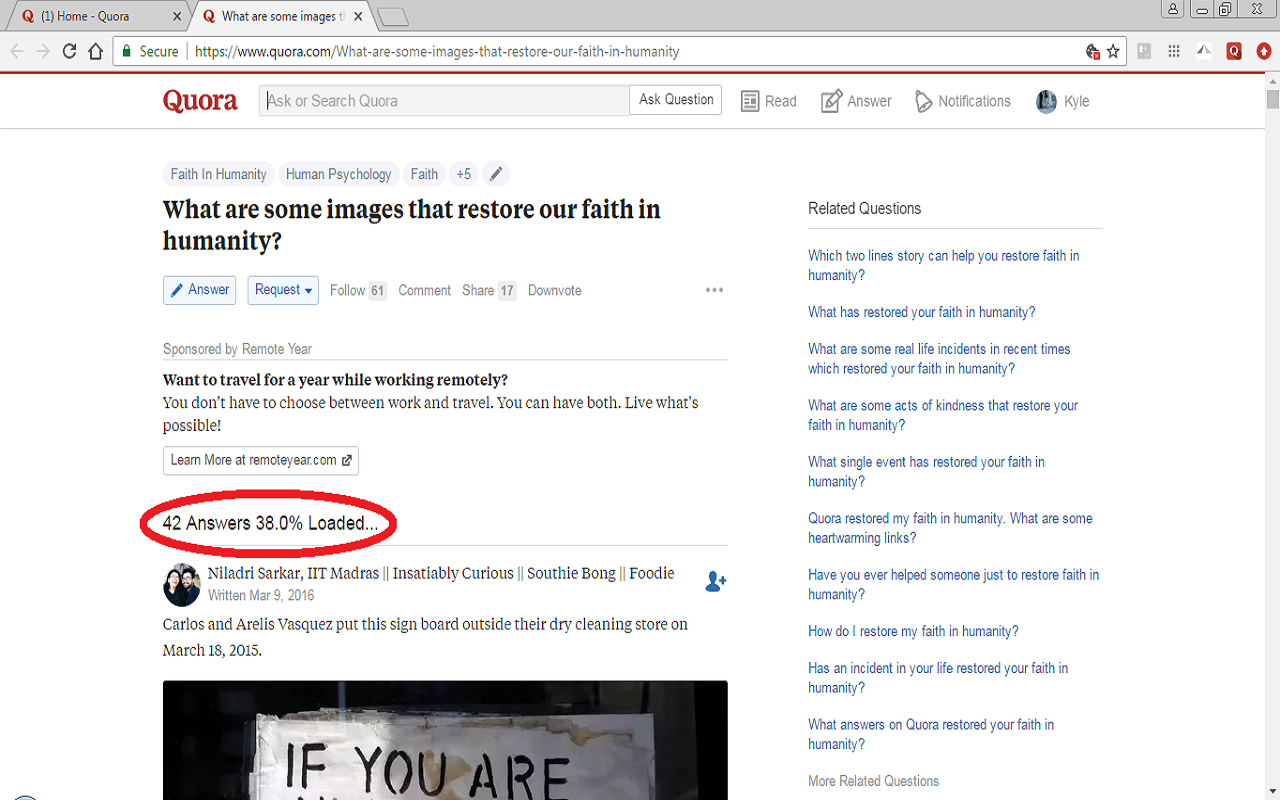 (1) Home - Quora
What are some images t
Secure
https://www.quora.com/What-are-some-images-that-restore-our-faith-in-humanity
Quora
Ask or Search Quora
Ask Question
Read
Answer
Notifications
Kyle
Faith In Humanity
Human Psychology
Faith
+5
What are some images that restore our faith in
humanity?
Answer
Request
Follow 61
Comment
Share 17
Downvote
Sponsored by Remote Year
Want to travel for a year while working remotely?
You don't have to choose between work and travel. You can have both. Live what's
possible!
Learn More at remoteyear.com
42 Answers 38.0% Loaded...
Niladri Sarkar, IIT Madras || Insatiably Curious || Southie Bong || Foodie
Written Mar 9, 2016
Carlos and Arelis Vasquez put this sign board outside their dry cleaning store on
March 18, 2015.
IF YOU ARE
Related Questions
Which two lines story can help you restore faith in
humanity?
What has restored your faith in humanity?
What are some real life incidents in recent times
which restored your faith in humanity?
What are some acts of kindness that restore your
faith in humanity?
What single event has restored your faith in
humanity?
Quora restored my faith in humanity. What are some
heartwarming links?
Have you ever helped someone just to restore faith in
humanity?
How do I restore my faith in humanity?
Has an incident in your life restored your faith in
humanity?
What answers on Quora restored your faith in
humanity?
More Related Questions